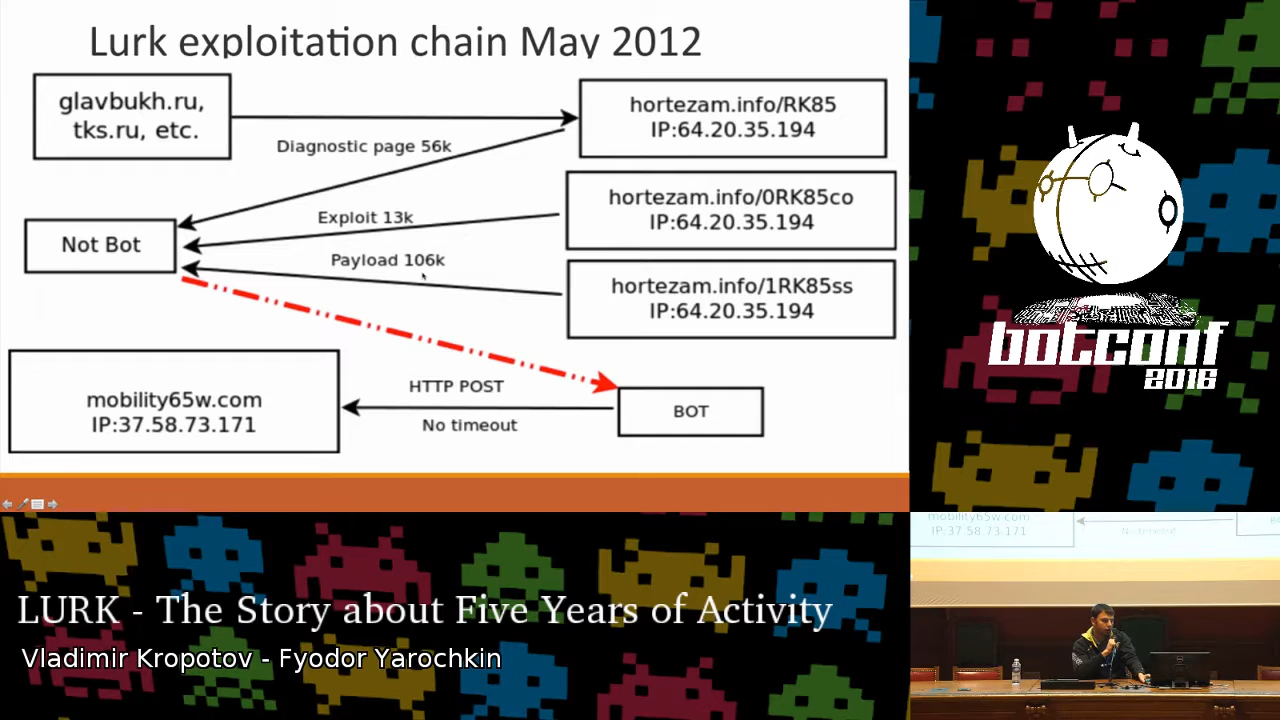 Lurk exploitation chain May 2012
glavbukh.ru,
tks.ru, etc.
hortezam.info/RK85
IP:64.20.35.194
Diagnostic page 56k
hortezam.info/0RK85co
IP:64.20.35.194
Exploit 13k
Not Bot
Payload 106k
hortezam.info/1RK85ss
IP:64.20.35.194
mobility65w.com
IP:37.58.73.171
HTTP POST
No timeout
BOT
botconf
2016
LURK - The Story about Five Years of Activity
Vladimir Kropotov - Fyodor Yarochkin
mobility65w.com
IP:37.58.73.171
No timeout